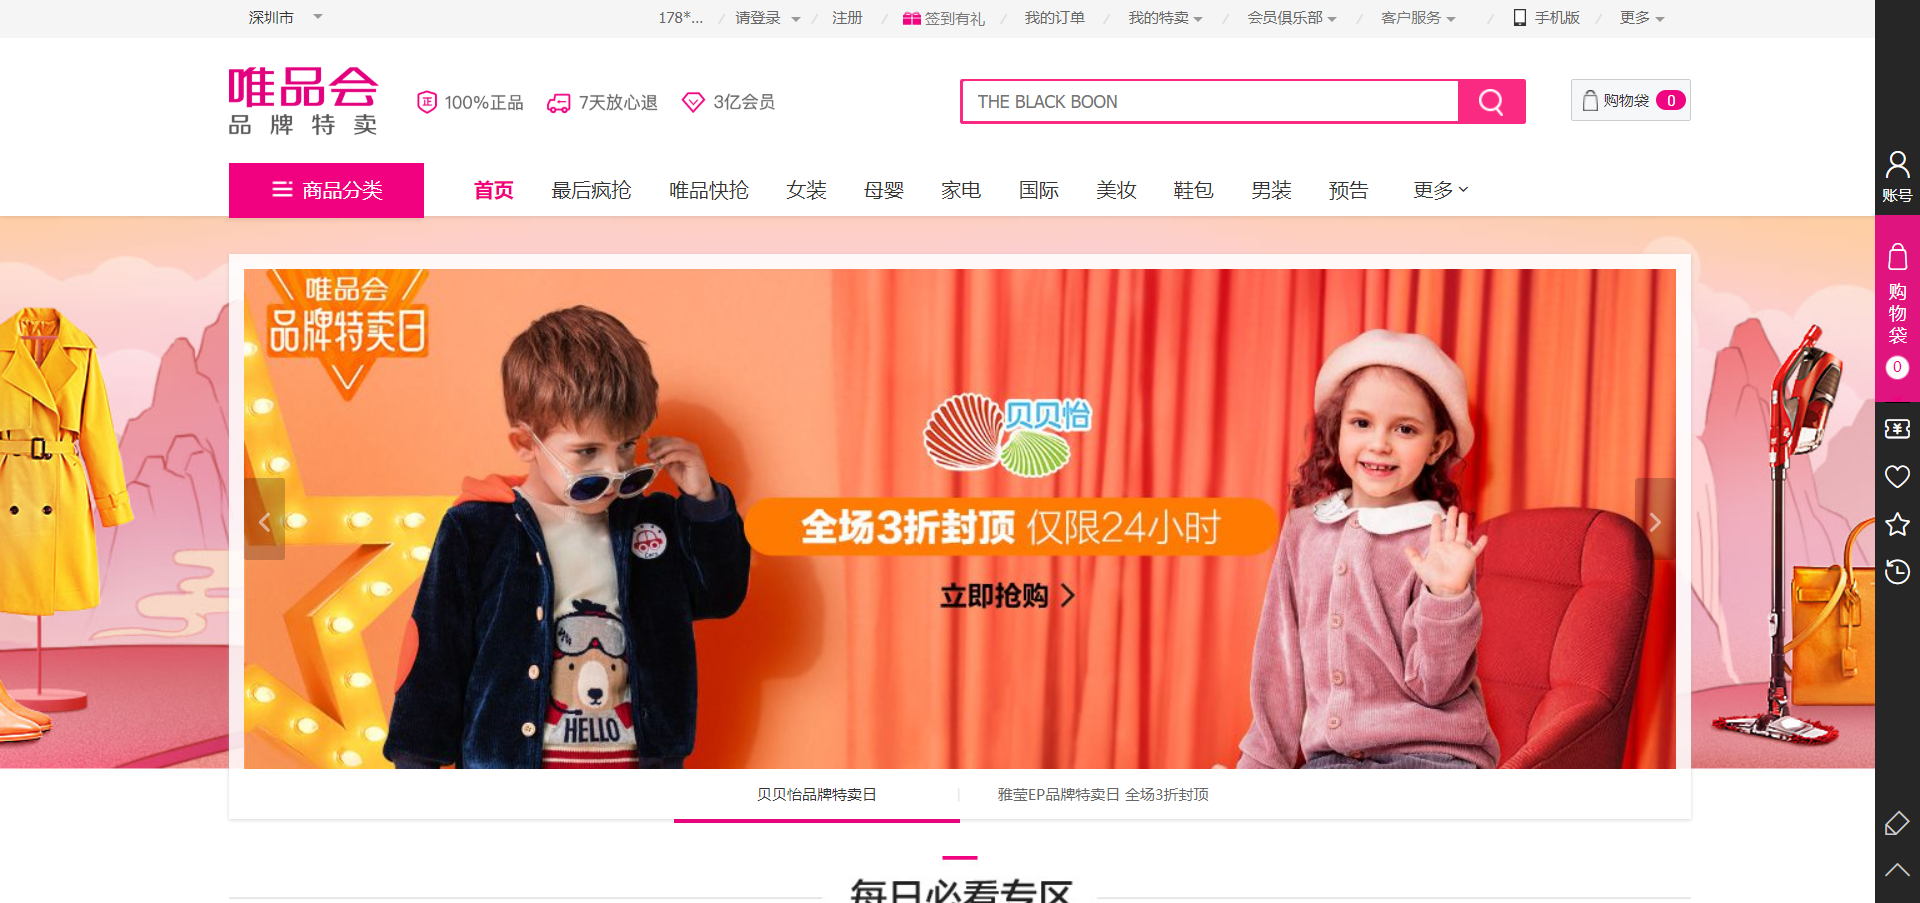 深圳市
178*...
请登录
注册
签到有礼
我的订单
我的特卖
会员俱乐部
客户服务
手机版
更多
唯品会
品牌特卖
正
100%正品
7天放心退
3亿会员
THE BLACK BOON
购物袋 0
商品分类
首页
最后疯抢
唯品快抢
女装
母婴
家电
国际
美妆
鞋包
男装
预告
更多
账号
购物袋
0
唯品会
品牌特卖日
贝贝怡
全场3折封顶 仅限24小时
立即抢购
Cars
HELLO
贝贝怡品牌特卖日
雅莹EP品牌特卖日 全场3折封顶
每日必看专区